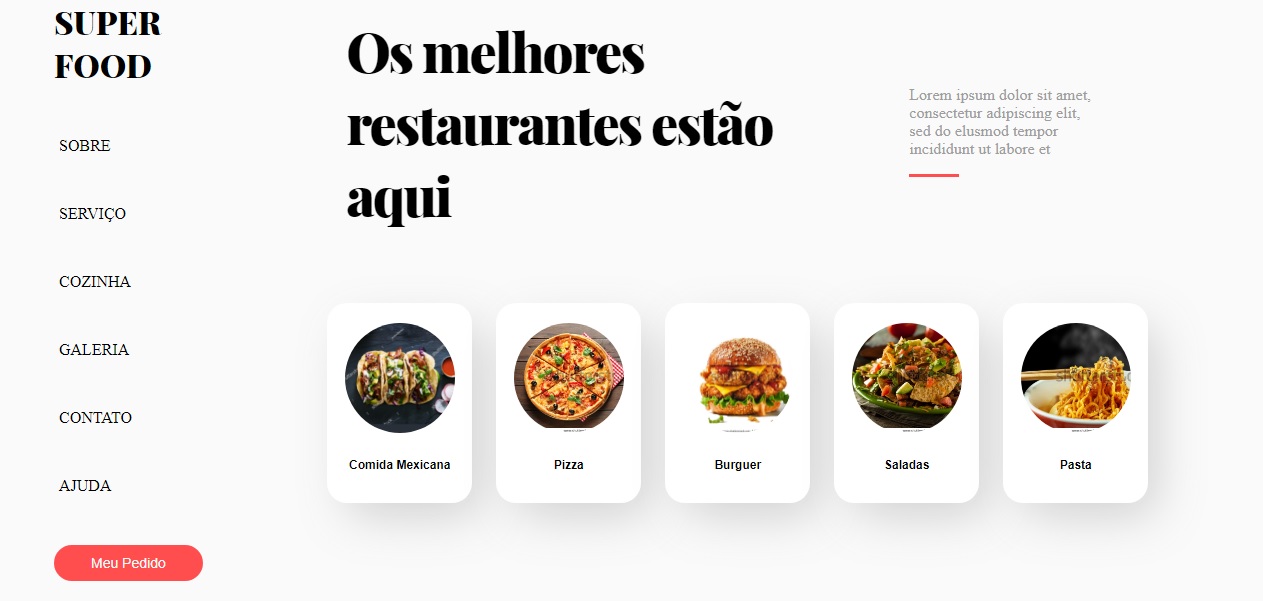 SUPER
FOOD
SOBRE
SERVIÇO
COZINHA
GALERIA
CONTATO
AJUDA
Meu Pedido
Os melhores
restaurantes estão
aqui
Lorem ipsum dolor sit amet,
consectetur adipiscing elit,
sed do elusmod tempor
incididunt ut labore et
Comida Mexicana
Pizza
Burguer
Saladas
Pasta